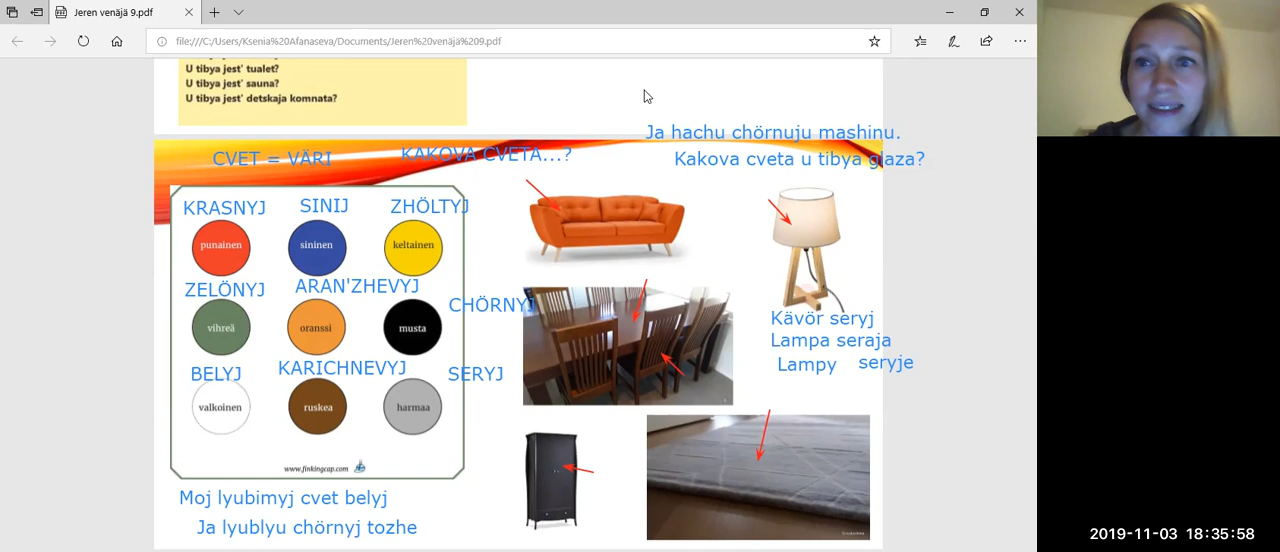 Jeren venäjä 9.pdf
file:///C:/Users/Ksenia%20Afanaseva/Documents/Jeren%20venäjä%209.pdf
U tibya jest' tualet?
U tibya jest' sauna?
U tibya jest' detskaja komnata?
Ja hachu chörnuju mashinu.
CVET = VÄRI
KAKOVA CVETA...?
Kakova cveta u tibya glaza?
KRASNYJ
SINIJ
ZHÖLTYJ
punainen
sininen
keltainen
ZELÖNYJ
ARAN'ZHEVYJ
CHÖRNYJ
vihreä
oranssi
musta
BELYJ
KARICHNEVYJ
SERYJ
valkoinen
ruskea
harmaa
www.finkingcap.com
Kävör seryj
Lampa seraja
Lampy seryje
Moj lyubimyj cvet belyj
Ja lyublyu chörnyj tozhe
2019-11-03 18:35:58